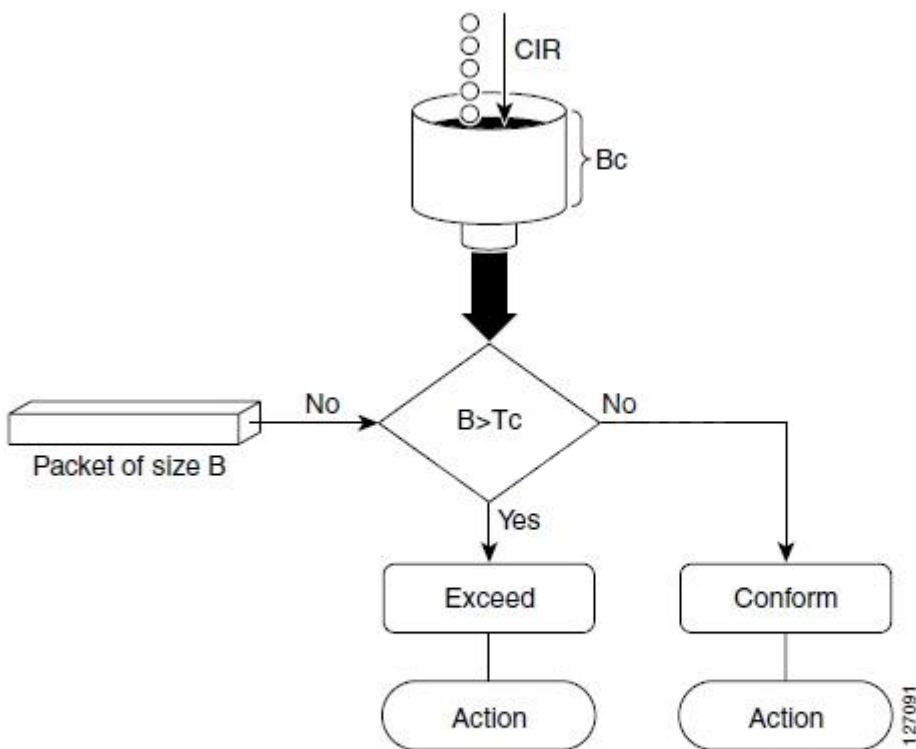 CIR
Bc
No
B>Tc
No
Packet of size B
Yes
Exceed
Conform
Action
Action
127091